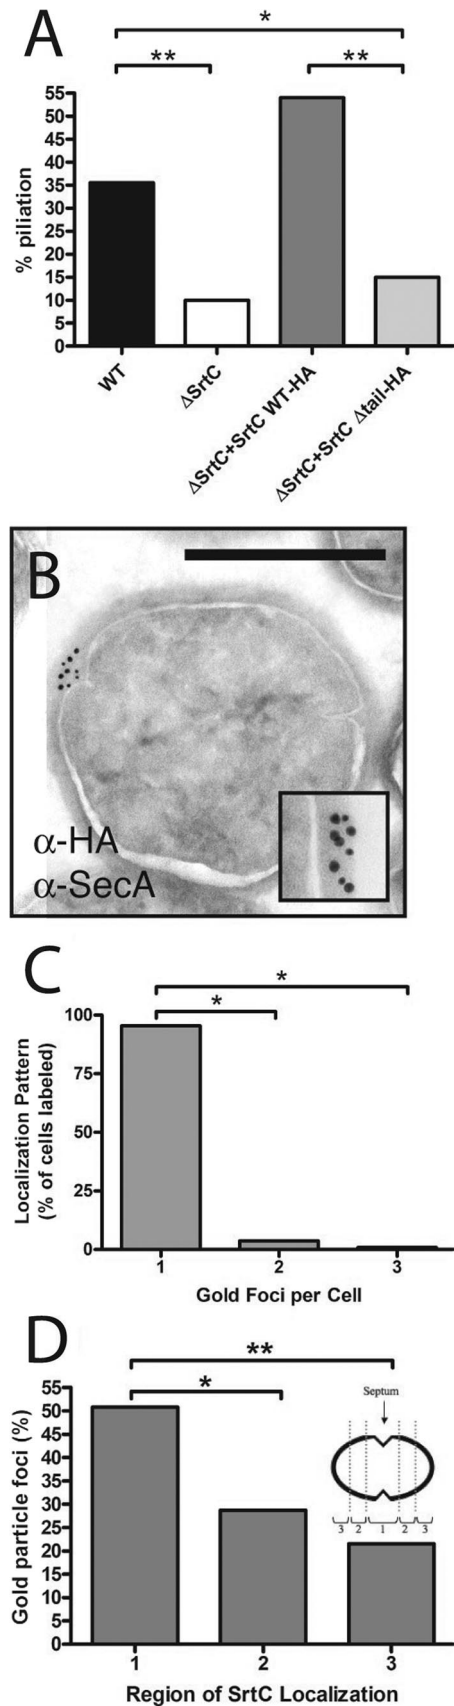 A
*
**
**
% piliation
55
50
45
40
35
30
25
20
15
10
5
0
WT
ΔSrtC
ΔSrtC+SrtC WT-HA
ΔSrtC+SrtC Δtail-HA
B
α-HA
α-SecA
C
*
*
Localization Pattern
(% of cells labeled)
100
75
50
25
0
1
2
3
Gold Foci per Cell
D
**
*
Gold particle foci (%)
55
50
45
40
35
30
25
20
15
10
5
0
Septum
3 2 1 2 3
1
2
3
Region of SrtC Localization